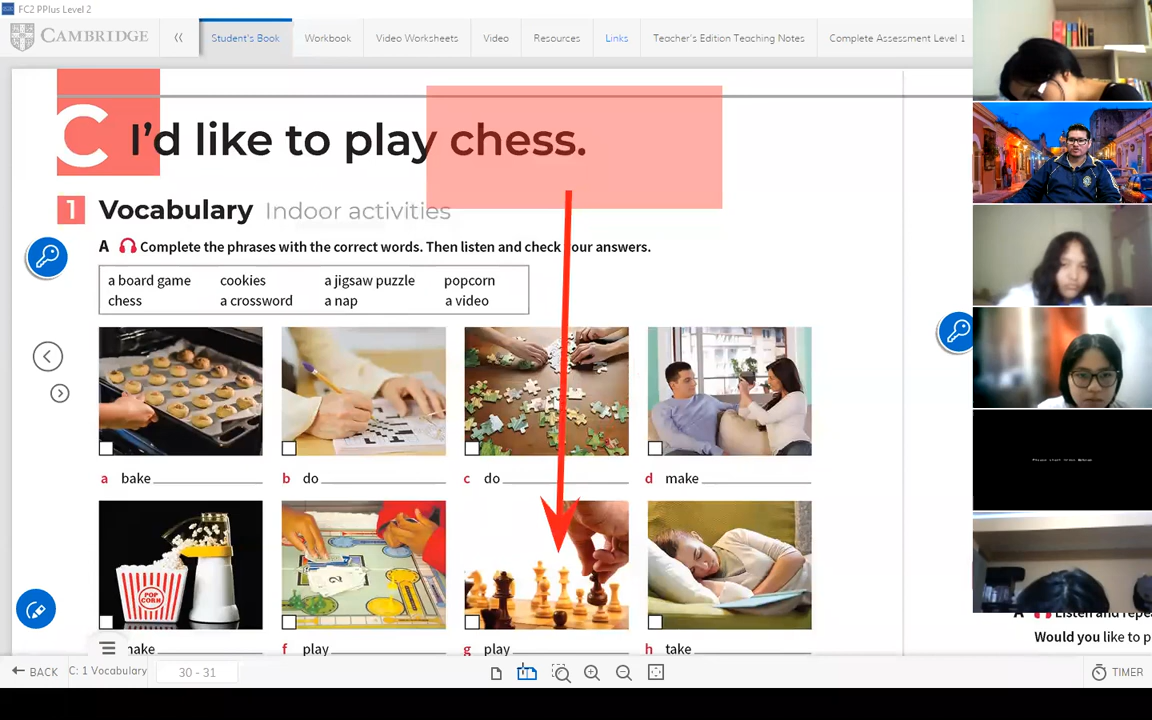 FC2 PPlus Level 2
CAMBRIDGE
Student's Book
Workbook
Video Worksheets
Video
Resources
Links
Teacher's Edition Teaching Notes
Complete Assessment Level 1
C I'd like to play chess.
1 Vocabulary Indoor activities
A Complete the phrases with the correct words. Then listen and check your answers.
a board game cookies a jigsaw puzzle popcorn
chess a crossword a nap a video
a bake
b do
c do
d make
POP CORN
2
make
f play
g play
h take
A Listen and repe
Would you like to p
BACK
C: 1 Vocabulary
30 - 31
TIMER